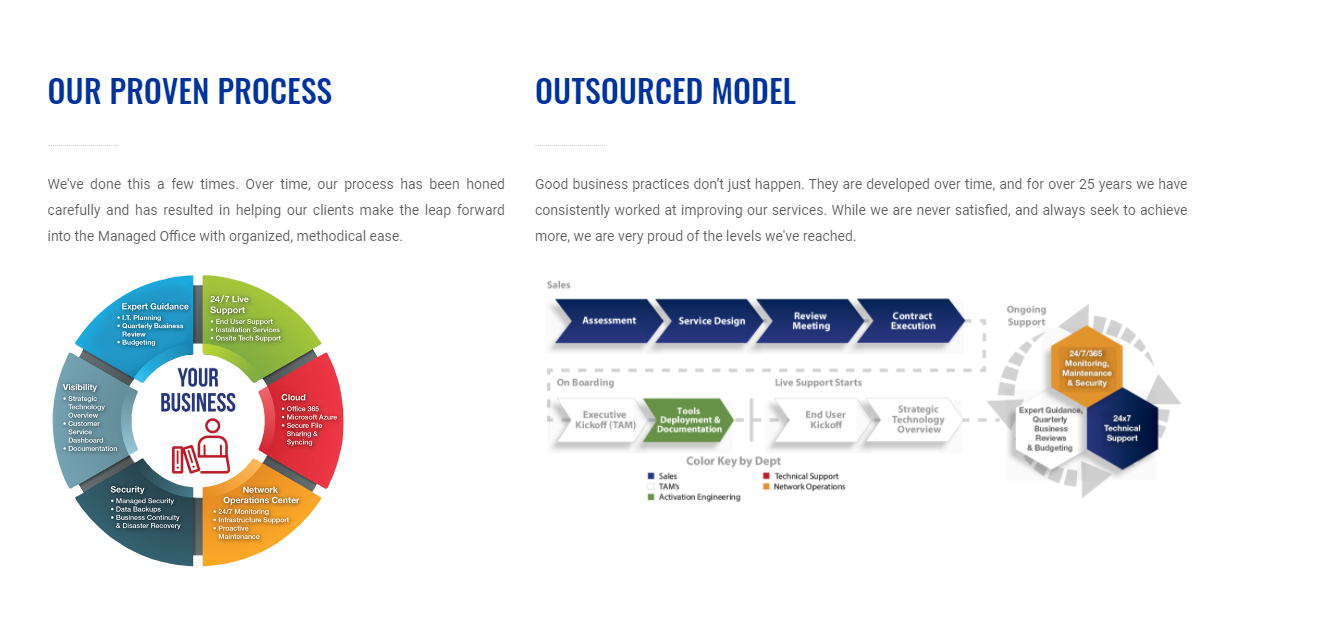 OUR PROVEN PROCESS
We've done this a few times. Over time, our process has been honed
carefully and has resulted in helping our clients make the leap forward
into the Managed Office with organized, methodical ease.
Expert Guidance
• I.T. Planning
• Quarterly Business
Review
• Budgeting
24/7 Live
Support
• End User Support
• Installation Services
• Onsite Tech Support
Visibility
• Strategic
Technology
Overview
• Customer
Service
Dashboard
• Documentation
YOUR
BUSINESS
Cloud
• Office 365
• Microsoft Azure
• Secure File
Sharing &
Syncing
Security
• Managed Security
• Data Backups
• Business Continuity
& Disaster Recovery
Network
Operations Center
• 24/7 Monitoring
• Infrastructure Support
• Proactive
Maintenance
OUTSOURCED MODEL
Good business practices don’t just happen. They are developed over time, and for over 25 years we have
consistently worked at improving our services. While we are never satisfied, and always seek to achieve
more, we are very proud of the levels we've reached.
Sales
Assessment
Service Design
Review
Meeting
Contract
Execution
On Boarding
Executive
Kickoff (TAM)
Tools
Deployment &
Documentation
Live Support Starts
End User
Kickoff
Strategic
Technology
Overview
Ongoing
Support
24/7/365
Monitoring,
Maintenance
& Security
Expert Guidance,
Quarterly
Business
Reviews
& Budgeting
24x7
Technical
Support
Color Key by Dept
Sales
TAM's
Activation Engineering
Technical Support
Network Operations